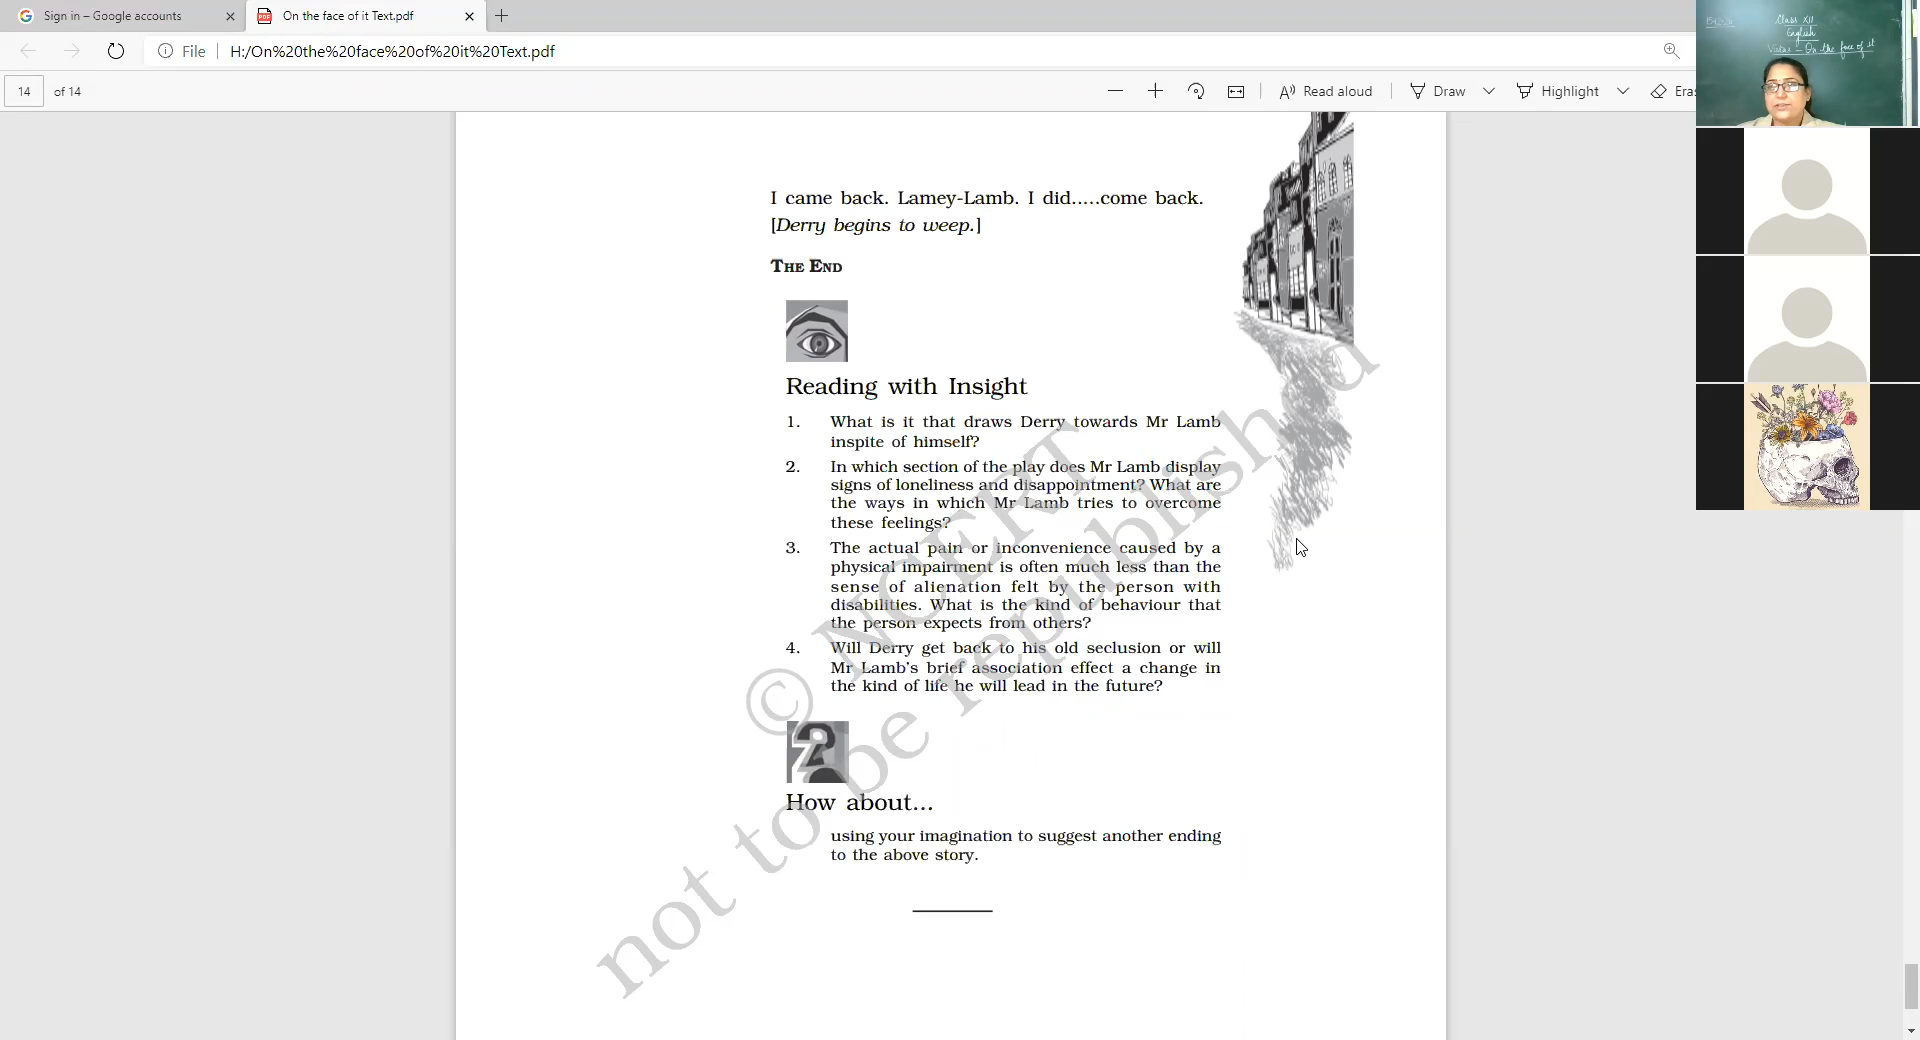 Sign in – Google accounts
On the face of it Text.pdf
File H:/On%20the%20face%20of%20it%20Text.pdf
14 of 14
Read aloud
Draw
Highlight
Eras
Class XII
English
Vistas – On the face of it
I came back. Lamey-Lamb. I did.....come back.
[Derry begins to weep.]
THE END
Reading with Insight
1. What is it that draws Derry towards Mr Lamb
inspite of himself?
2. In which section of the play does Mr Lamb display
signs of loneliness and disappointment? What are
the ways in which Mr Lamb tries to overcome
these feelings?
3. The actual pain or inconvenience caused by a
physical impairment is often much less than the
sense of alienation felt by the person with
disabilities. What is the kind of behaviour that
the person expects from others?
4. Will Derry get back to his old seclusion or will
Mr Lamb's brief association effect a change in
the kind of life he will lead in the future?
How about...
using your imagination to suggest another ending
to the above story.
© NCERT
not to be republished